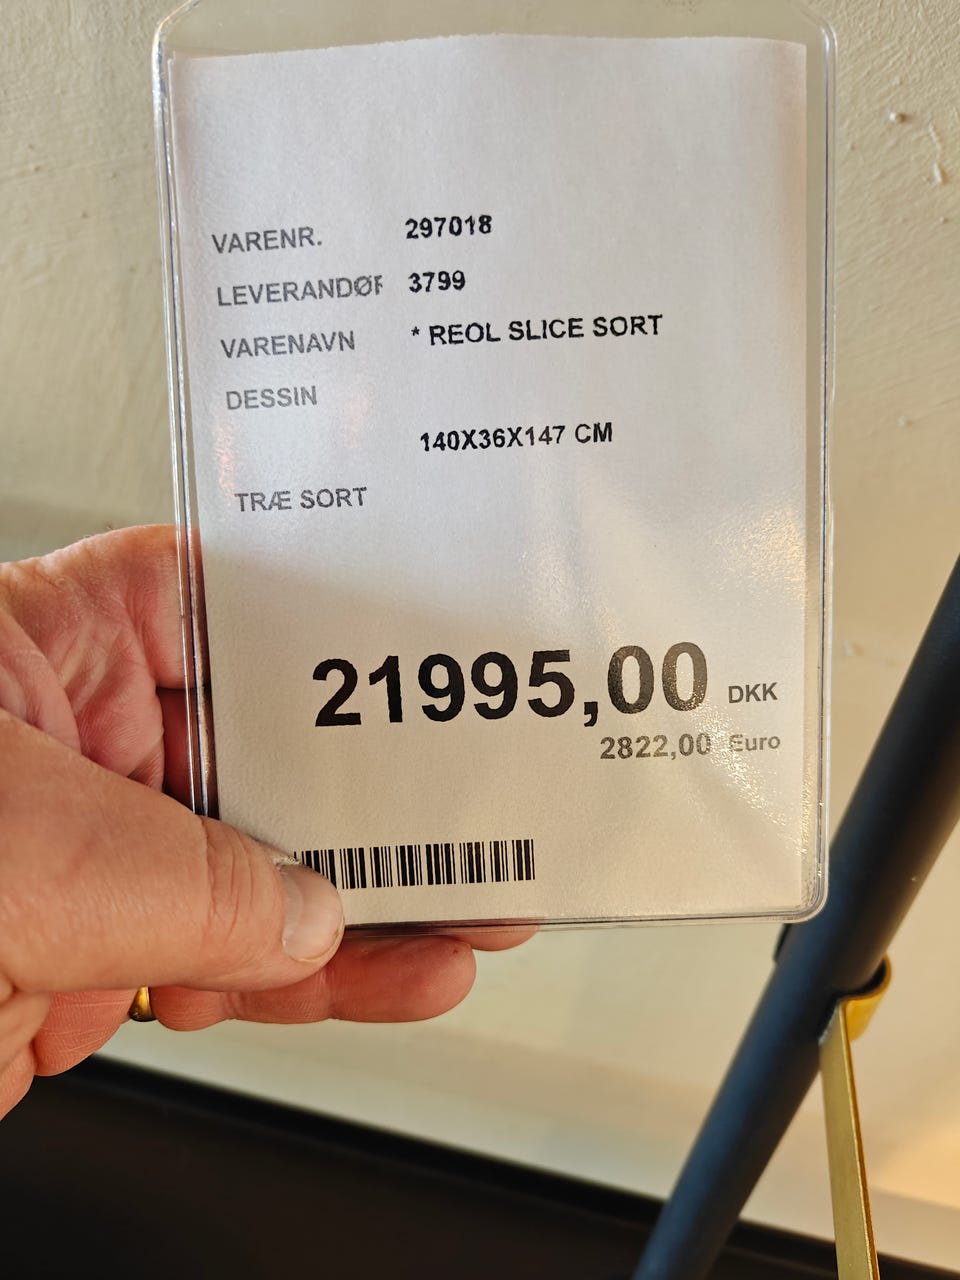 VARENR. 297018
LEVERANDØR 3799
VARENAVN * REOL SLICE SORT
DESSIN
140X36X147 CM
TRÆ SORT
21995,00 DKK
2822,00 Euro